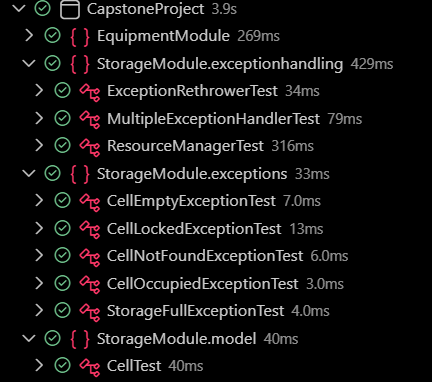 CapstoneProject 3.9s
{ } EquipmentModule 269ms
{ } StorageModule.exceptionhandling 429ms
ExceptionRethrowerTest 34ms
MultipleExceptionHandlerTest 79ms
ResourceManagerTest 316ms
{ } StorageModule.exceptions 33ms
CellEmptyExceptionTest 7.0ms
CellLockedExceptionTest 13ms
CellNotFoundExceptionTest 6.0ms
CellOccupiedExceptionTest 3.0ms
StorageFullExceptionTest 4.0ms
{ } StorageModule.model 40ms
CellTest 40ms